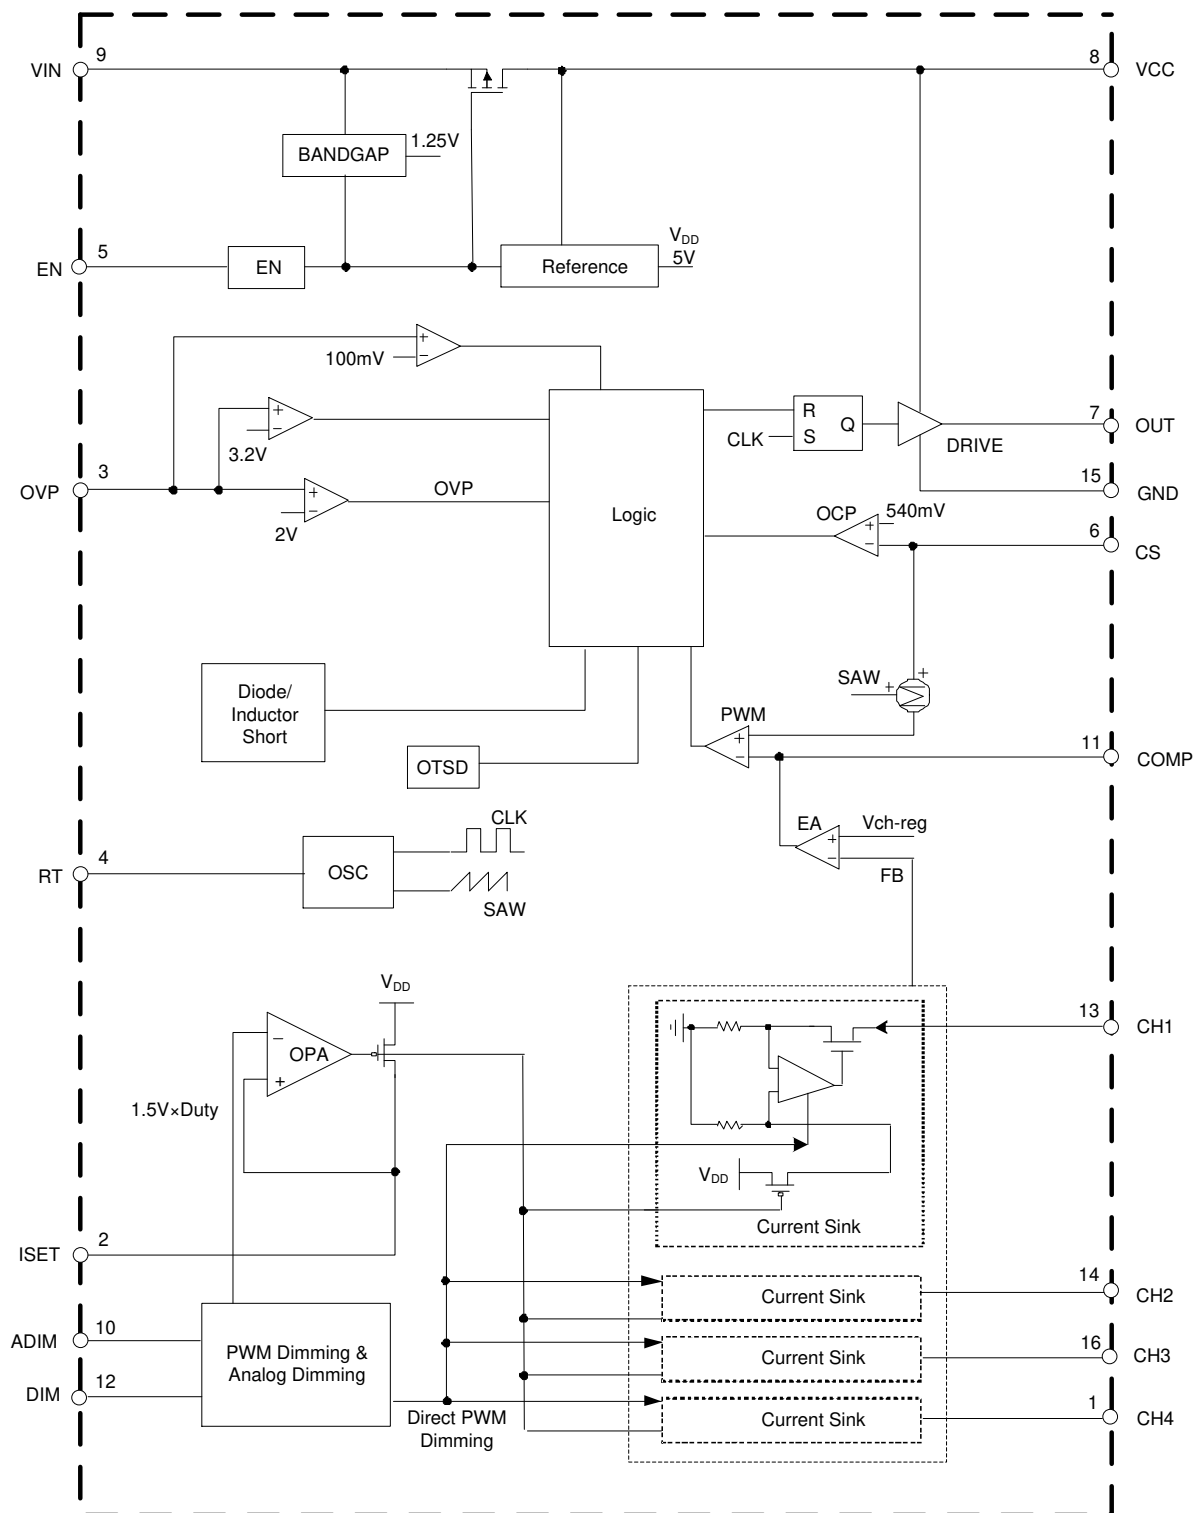 9
VIN
8
VCC
BANDGAP
1.25V
5
EN
EN
Reference
VDD
5V
100mV
+
−
+
−
3.2V
3
OVP
+
−
2V
OVP
Logic
R
S
Q
CLK
DRIVE
7
OUT
15
GND
OCP
+
−
540mV
6
CS
Diode/
Inductor
Short
SAW
+
+
PWM
+
−
11
COMP
OTSD
EA
+
−
Vch-reg
FB
4
RT
OSC
CLK
SAW
VDD
−
OPA
+
1.5V×Duty
13
CH1
VDD
Current Sink
2
ISET
14
CH2
Current Sink
10
ADIM
PWM Dimming &
Analog Dimming
16
CH3
Current Sink
12
DIM
Direct PWM
Dimming
1
CH4
Current Sink